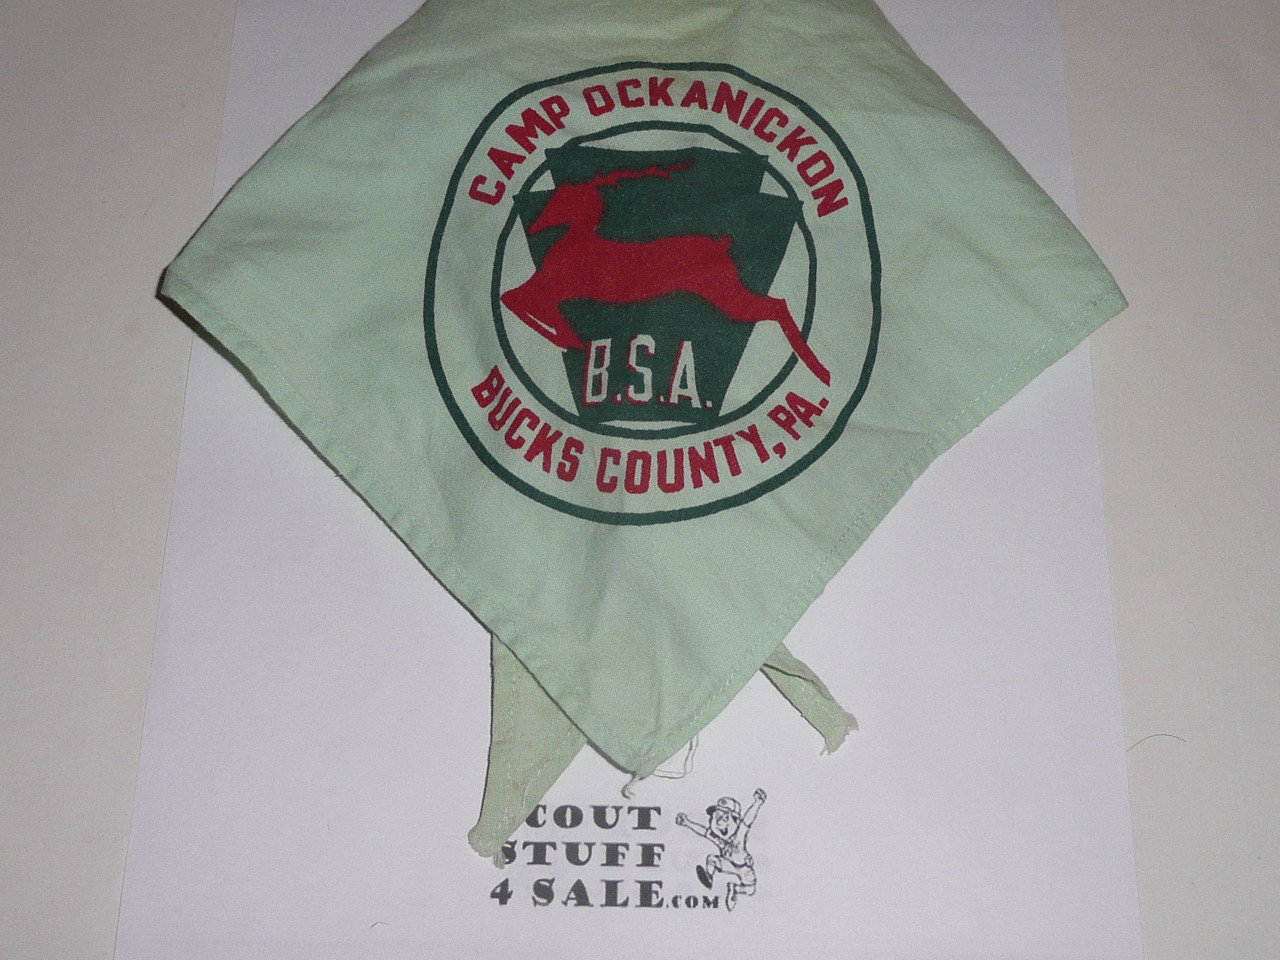 CAMP OCKANICKON
B.S.A.
BUCKS COUNTY, PA.
SCOUT
STUFF
4 SALE.COM